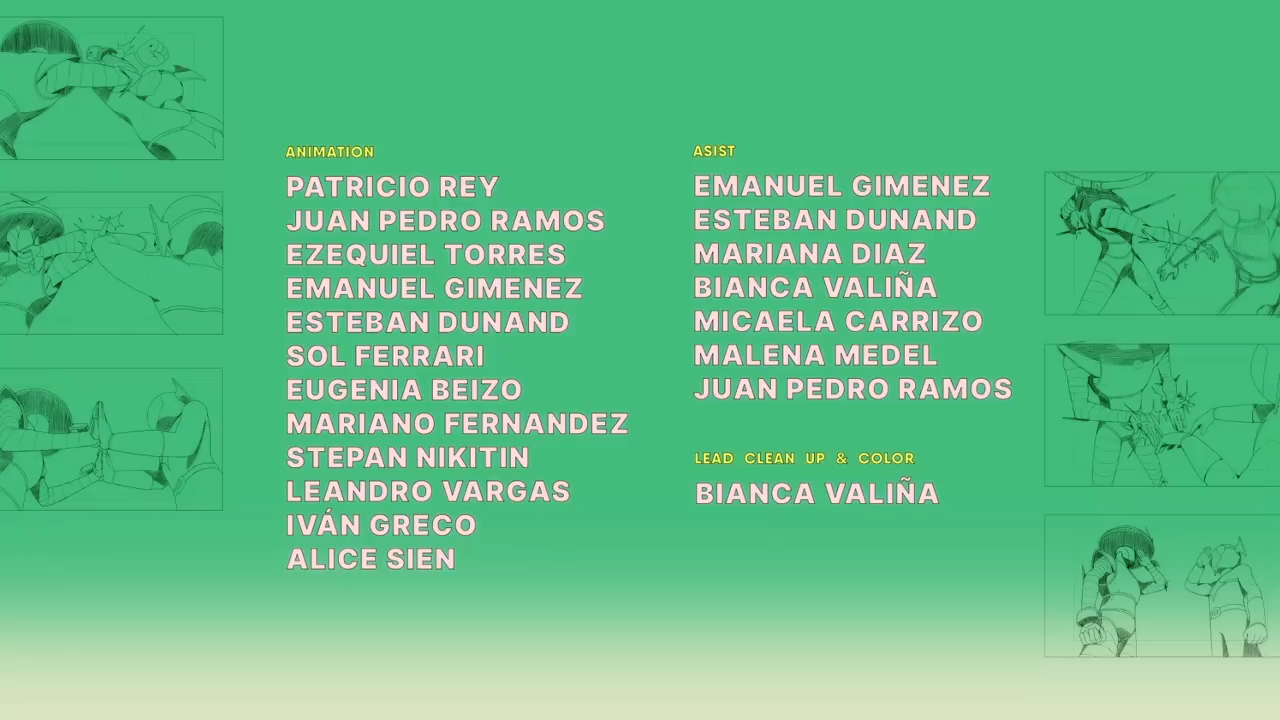 ANIMATION
PATRICIO REY
JUAN PEDRO RAMOS
EZEQUIEL TORRES
EMANUEL GIMENEZ
ESTEBAN DUNAND
SOL FERRARI
EUGENIA BEIZO
MARIANO FERNANDEZ
STEPAN NIKITIN
LEANDRO VARGAS
IVÁN GRECO
ALICE SIEN
ASIST
EMANUEL GIMENEZ
ESTEBAN DUNAND
MARIANA DIAZ
BIANCA VALIÑA
MICAELA CARRIZO
MALENA MEDEL
JUAN PEDRO RAMOS
LEAD CLEAN UP & COLOR
BIANCA VALIÑA